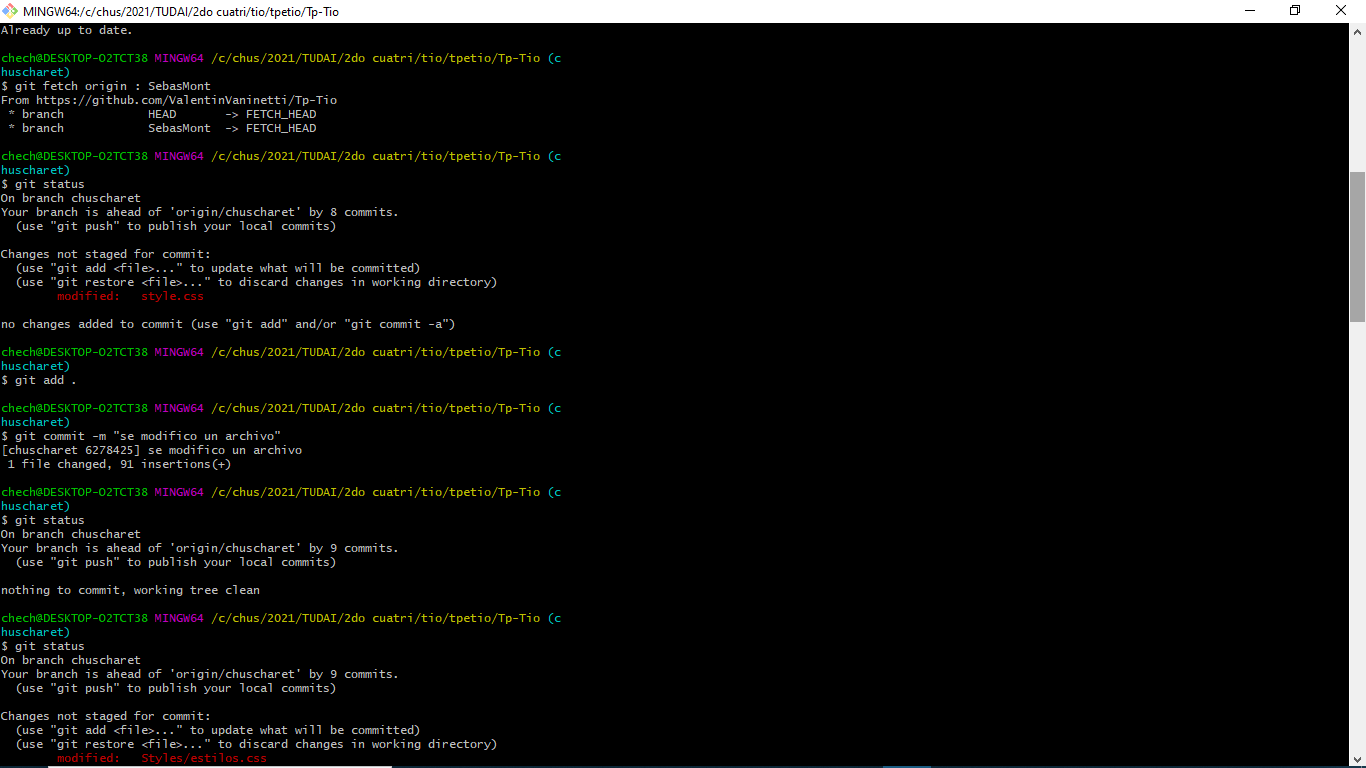 MINGW64:/c/chus/2021/TUDAI/2do cuatri/tio/tpetio/Tp-Tio
Already up to date.
chech@DESKTOP-O2TCT38 MINGW64 /c/chus/2021/TUDAI/2do cuatri/tio/tpetio/Tp-Tio (c
huscharet)
$ git fetch origin : SebasMont
From https://github.com/ValentinVaninetti/Tp-Tio
 * branch            HEAD       -> FETCH_HEAD
 * branch            SebasMont  -> FETCH_HEAD
chech@DESKTOP-O2TCT38 MINGW64 /c/chus/2021/TUDAI/2do cuatri/tio/tpetio/Tp-Tio (c
huscharet)
$ git status
On branch chuscharet
Your branch is ahead of 'origin/chuscharet' by 8 commits.
  (use "git push" to publish your local commits)
Changes not staged for commit:
  (use "git add <file>..." to update what will be committed)
  (use "git restore <file>..." to discard changes in working directory)
        modified:   style.css
no changes added to commit (use "git add" and/or "git commit -a")
chech@DESKTOP-O2TCT38 MINGW64 /c/chus/2021/TUDAI/2do cuatri/tio/tpetio/Tp-Tio (c
huscharet)
$ git add .
chech@DESKTOP-O2TCT38 MINGW64 /c/chus/2021/TUDAI/2do cuatri/tio/tpetio/Tp-Tio (c
huscharet)
$ git commit -m "se modifico un archivo"
[chuscharet 6278425] se modifico un archivo
 1 file changed, 91 insertions(+)
chech@DESKTOP-O2TCT38 MINGW64 /c/chus/2021/TUDAI/2do cuatri/tio/tpetio/Tp-Tio (c
huscharet)
$ git status
On branch chuscharet
Your branch is ahead of 'origin/chuscharet' by 9 commits.
  (use "git push" to publish your local commits)
nothing to commit, working tree clean
chech@DESKTOP-O2TCT38 MINGW64 /c/chus/2021/TUDAI/2do cuatri/tio/tpetio/Tp-Tio (c
huscharet)
$ git status
On branch chuscharet
Your branch is ahead of 'origin/chuscharet' by 9 commits.
  (use "git push" to publish your local commits)
Changes not staged for commit:
  (use "git add <file>..." to update what will be committed)
  (use "git restore <file>..." to discard changes in working directory)
        modified:   Styles/estilos.css